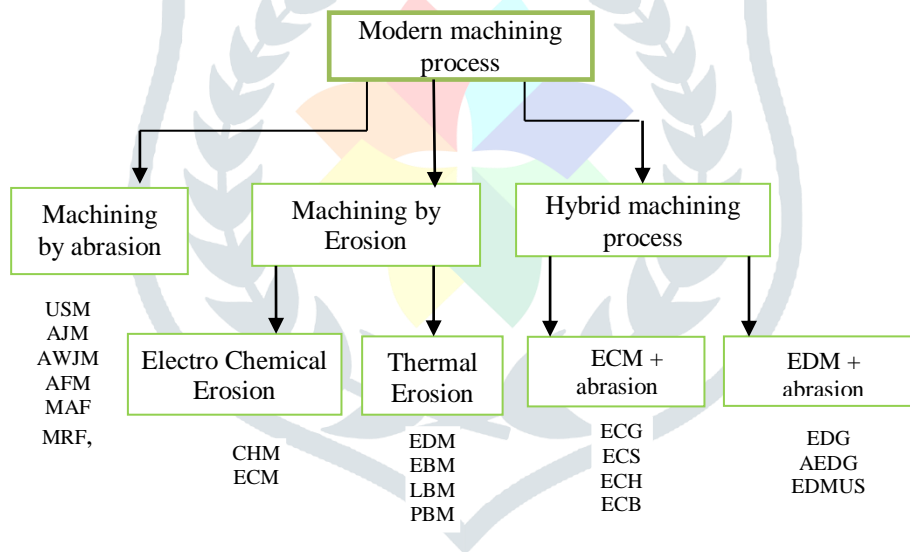 Modern machining
process
Machining
by abrasion
Machining by
Erosion
Hybrid machining
process
USM
AJM
AWJM
AFM
MAF
MRF,
Electro Chemical
Erosion
Thermal
Erosion
ECM +
abrasion
EDM +
abrasion
CHM
ECM
EDM
EBM
LBM
PBM
ECG
ECS
ECH
ECB
EDG
AEDG
EDMUS